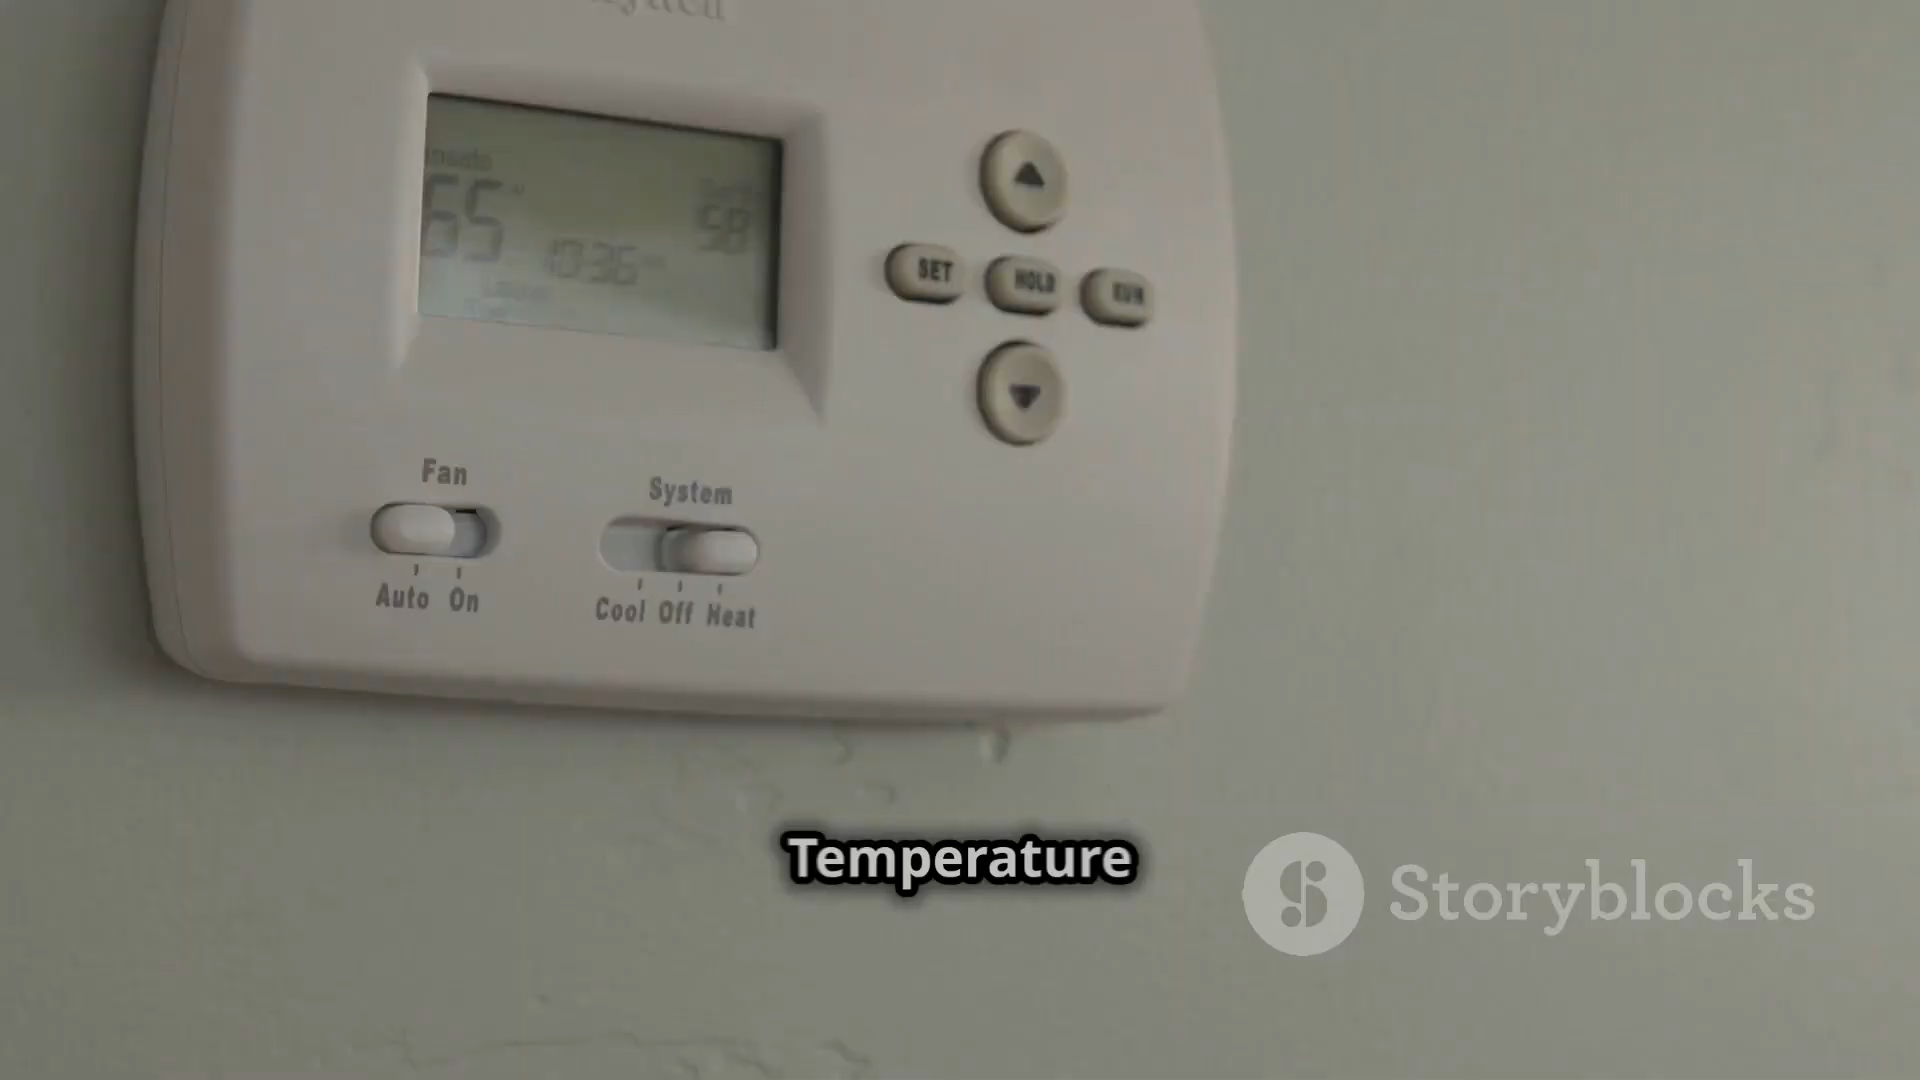 65
58
10:36
SET
HOLD
RUN
Fan
System
Auto On
Cool Off Heat
Temperature
Storyblocks